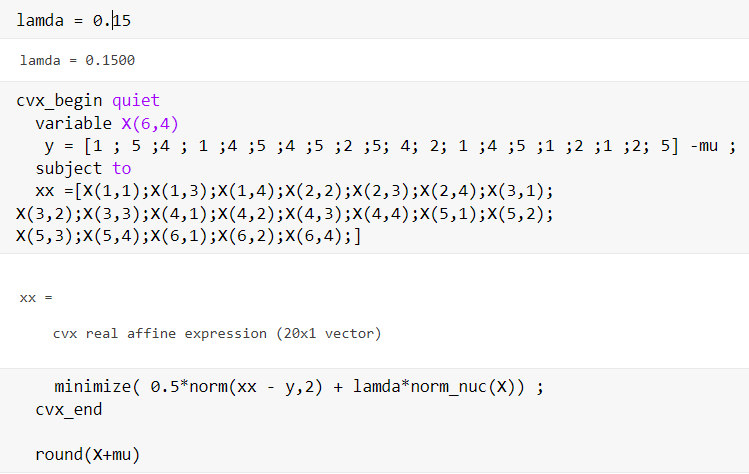 lamda = 0.15
lamda = 0.1500
cvx_begin quiet
variable X(6,4)
y = [1 ; 5 ;4 ; 1 ;4 ;5 ;4 ;5 ;2 ;5; 4; 2; 1 ;4 ;5 ;1 ;2 ;1 ;2; 5] -mu ;
subject to
xx =[X(1,1);X(1,3);X(1,4);X(2,2);X(2,3);X(2,4);X(3,1);
X(3,2);X(3,3);X(4,1);X(4,2);X(4,3);X(4,4);X(5,1);X(5,2);
X(5,3);X(5,4);X(6,1);X(6,2);X(6,4);]
xx =
cvx real affine expression (20x1 vector)
minimize( 0.5*norm(xx - y,2) + lamda*norm_nuc(X)) ;
cvx_end
round(X+mu)